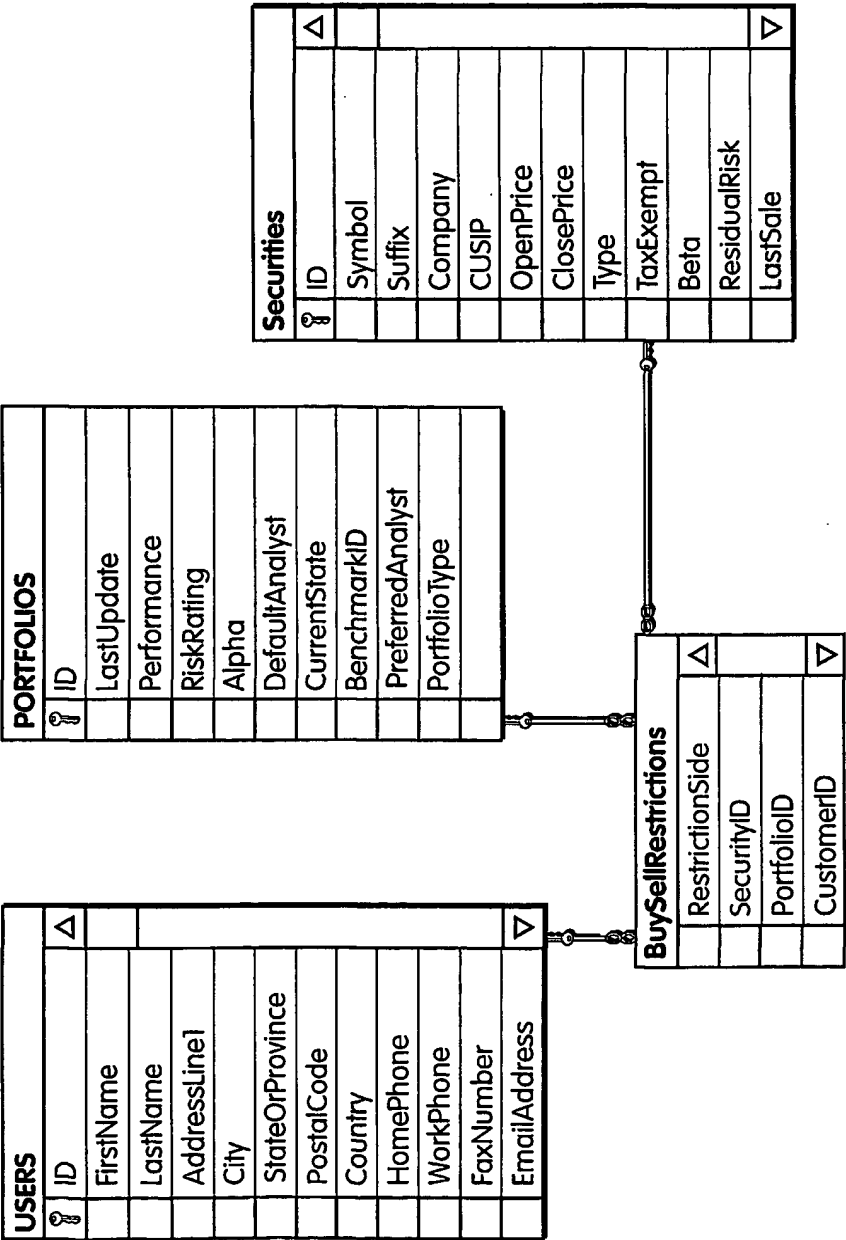 USERS
ID
FirstName
LastName
AddressLine1
City
StateOrProvince
PostalCode
Country
HomePhone
WorkPhone
FaxNumber
EmailAddress
PORTFOLIOS
ID
LastUpdate
Performance
RiskRating
Alpha
DefaultAnalyst
CurrentState
BenchmarkID
PreferredAnalyst
PortfolioType
Securities
ID
Symbol
Suffix
Company
CUSIP
OpenPrice
ClosePrice
Type
TaxExempt
Beta
ResidualRisk
LastSale
BuySellRestrictions
RestrictionSide
SecurityID
PortfolioID
CustomerID